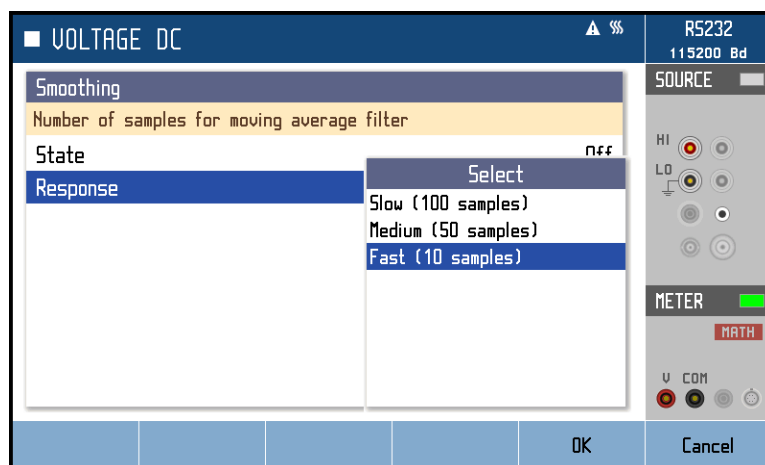 VOLTAGE DC
RS232
115200 Bd
Smoothing
Number of samples for moving average filter
State
Off
Response
Select
Slow (100 samples)
Medium (50 samples)
Fast (10 samples)
SOURCE
HI
LO
METER
MATH
V COM
OK
Cancel